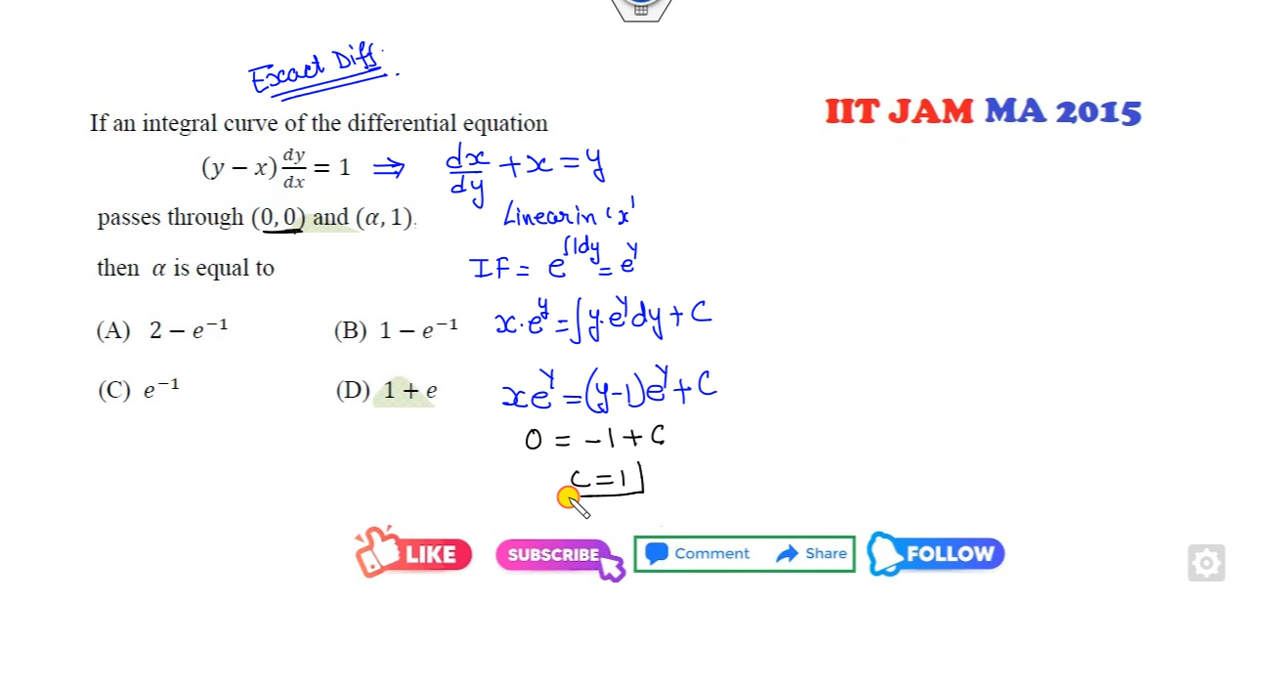 Exact Diff.
IIT JAM MA 2015
If an integral curve of the differential equation
(y − x) dy/dx = 1 ⇒ dx/dy + x = y
passes through (0, 0) and (α, 1).
Linear in 'x'
then α is equal to
IF = e^∫1dy = e^y
(A) 2 − e⁻¹ (B) 1 − e⁻¹
x·e^y = ∫y·e^y dy + C
(C) e⁻¹ (D) 1 + e
xe^y = (y-1)e^y + C
0 = -1 + C
C = 1
LIKE SUBSCRIBE Comment Share FOLLOW